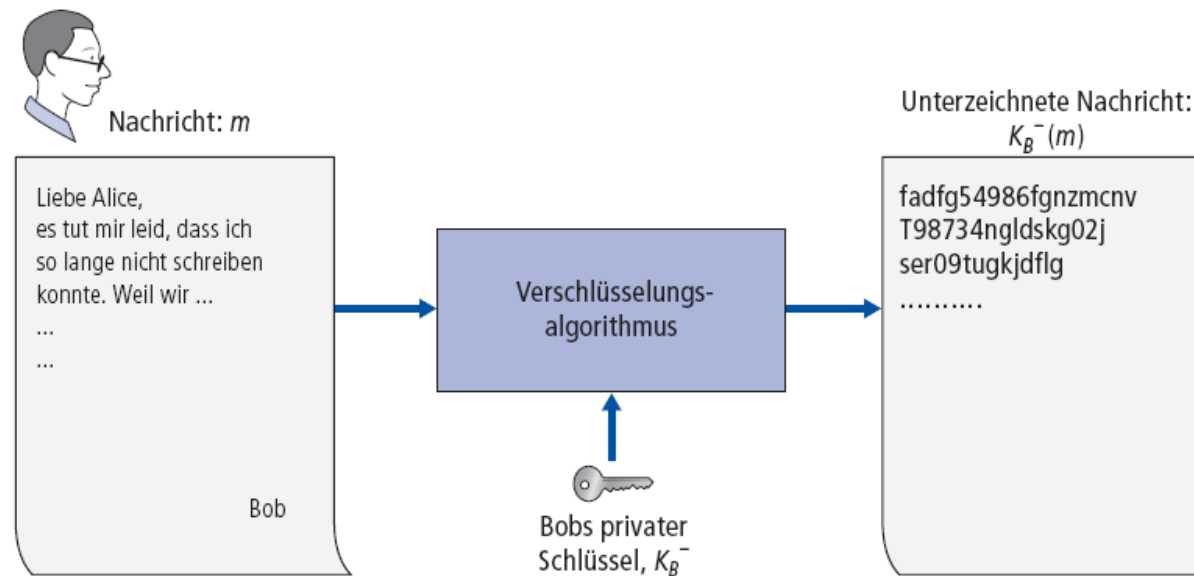 Nachricht: m
Liebe Alice,
es tut mir leid, dass ich
so lange nicht schreiben
konnte. Weil wir ...
...
...
Bob
Verschlüsselungs-
algorithmus
Bobs privater
Schlüssel, K_B^-
Unterzeichnete Nachricht:
K_B^- (m)
fadfg54986fgnzmcnv
T98734ngldskg02j
ser09tugkjdflg
..........